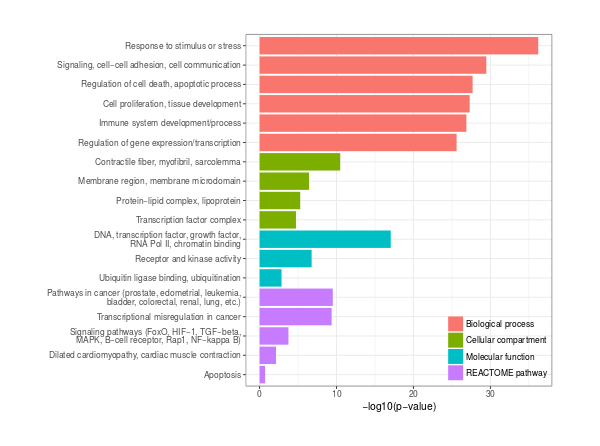 Response to stimulus or stress
Signaling, cell-cell adhesion, cell communication
Regulation of cell death, apoptotic process
Cell proliferation, tissue development
Immune system development/process
Regulation of gene expression/transcription
Contractile fiber, myofibril, sarcolemma
Membrane region, membrane microdomain
Protein-lipid complex, lipoprotein
Transcription factor complex
DNA, transcription factor, growth factor,
RNA Pol II, chromatin binding
Receptor and kinase activity
Ubiquitin ligase binding, ubiquitination
Pathways in cancer (prostate, edometrial, leukemia,
bladder, colorectal, renal, lung, etc.)
Transcriptional misregulation in cancer
Signaling pathways (FoxO, HIF-1, TGF-beta,
MAPK, B-cell receptor, Rap1, NF-kappa B)
Dilated cardiomyopathy, cardiac muscle contraction
Apoptosis
Biological process
Cellular compartment
Molecular function
REACTOME pathway
0 10 20 30
-log10(p-value)